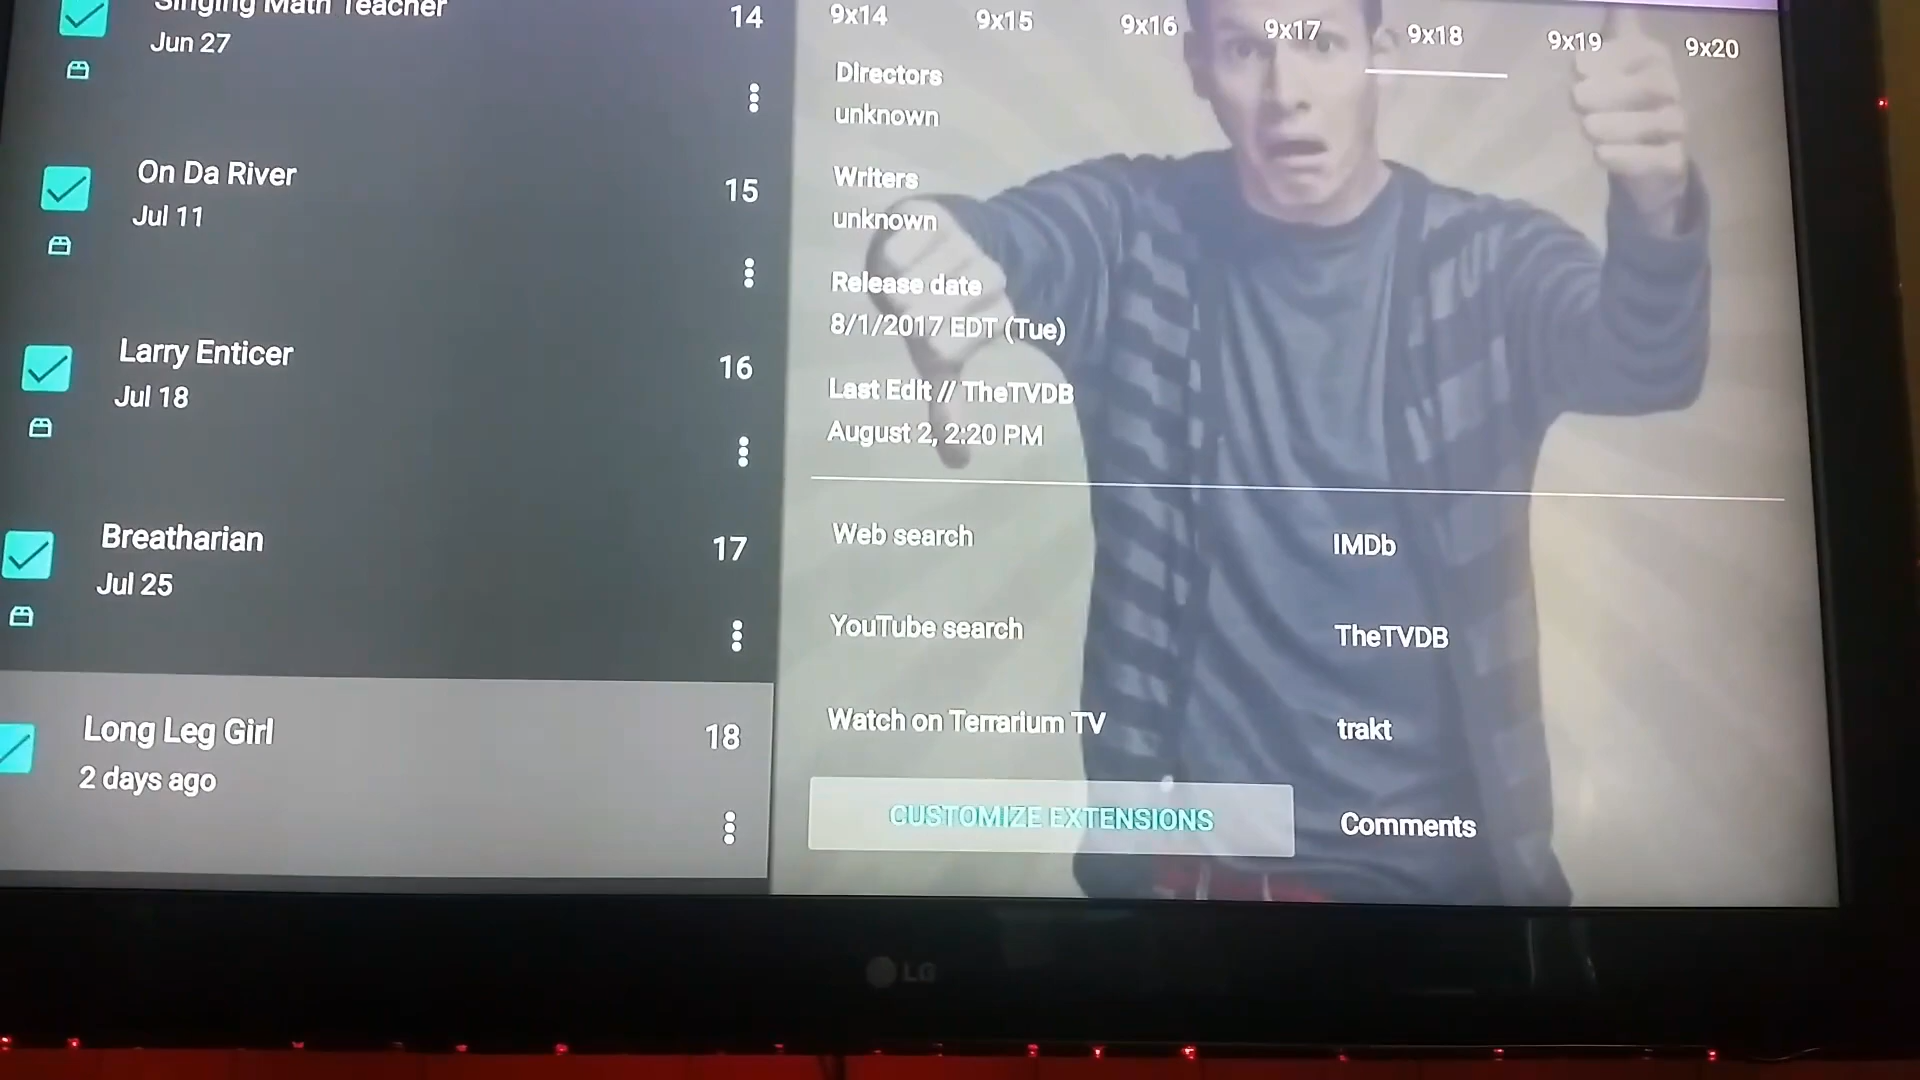 Singing Math Teacher
14
Jun 27
On Da River
15
Jul 11
Larry Enticer
16
Jul 18
Breatharian
17
Jul 25
Long Leg Girl
18
2 days ago
9x14 9x15 9x16 9x17 9x18 9x19 9x20
Directors
unknown
Writers
unknown
Release date
8/1/2017 EDT (Tue)
Last Edit // TheTVDB
August 2, 2:20 PM
Web search
IMDb
YouTube search
TheTVDB
Watch on Terrarium TV
trakt
CUSTOMIZE EXTENSIONS
Comments
LG